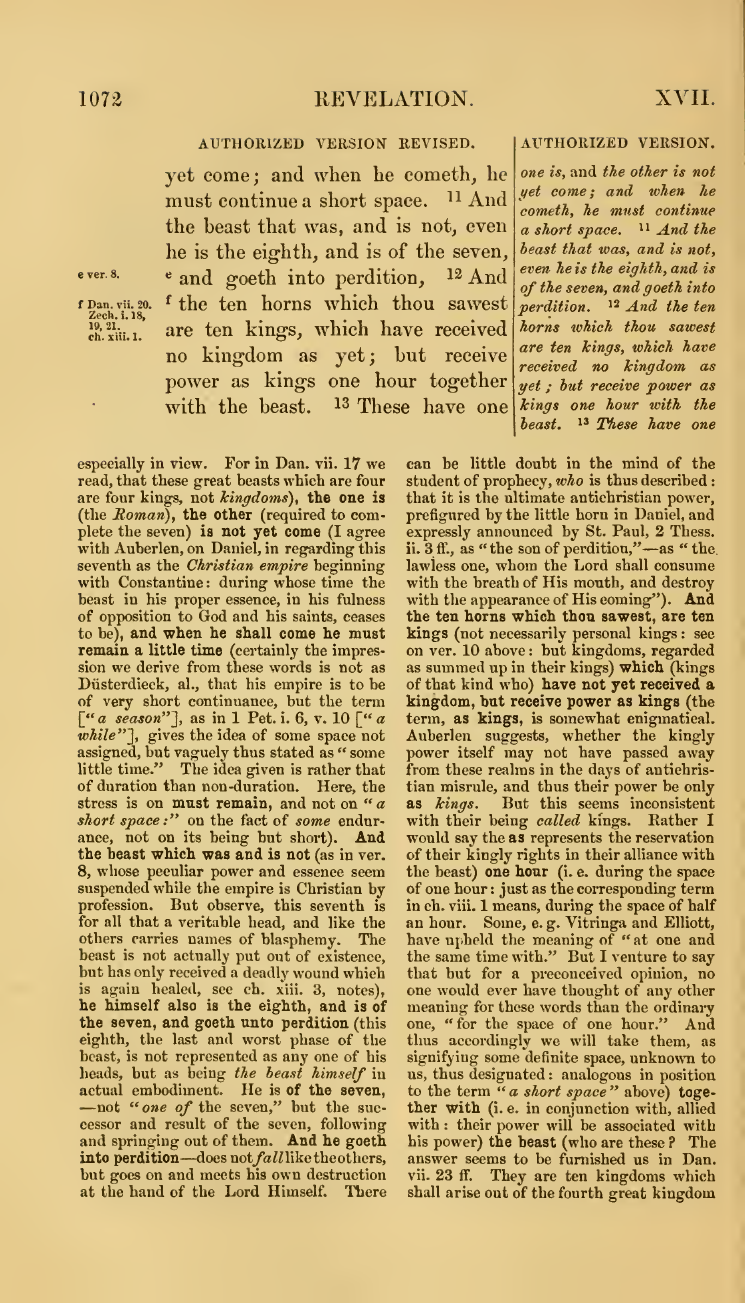 1072
REVELATION.
XVII.
AUTHORIZED VERSION REVISED.
yet come; and when he cometh, he
must continue a short space. 11 And
the beast that was, and is not, even
he is the eighth, and is of the seven,
e and goeth into perdition, 12 And
f the ten horns which thou sawest
are ten kings, which have received
no kingdom as yet; but receive
power as kings one hour together
with the beast. 13 These have one
e ver. 8.
f Dan. vii. 20.
Zech. i. 18,
19, 21.
ch. xiii. 1.
AUTHORIZED VERSION.
one is, and the other is not
yet come; and when he
cometh, he must continue
a short space. 11 And the
beast that was, and is not,
even he is the eighth, and is
of the seven, and goeth into
perdition. 12 And the ten
horns which thou sawest
are ten kings, which have
received no kingdom as
yet; but receive power as
kings one hour with the
beast. 13 These have one
especially in view. For in Dan. vii. 17 we
read, that these great beasts which are four
are four kings, not kingdoms), the one is
(the Roman), the other (required to com-
plete the seven) is not yet come (I agree
with Auberlen, on Daniel, in regarding this
seventh as the Christian empire beginning
with Constantine: during whose time the
beast in his proper essence, in his fulness
of opposition to God and his saints, ceases
to be), and when he shall come he must
remain a little time (certainly the impres-
sion we derive from these words is not as
Düsterdieck, al., that his empire is to be
of very short continuance, but the term
["a season"], as in 1 Pet. i. 6, v. 10 ["a
while"], gives the idea of some space not
assigned, but vaguely thus stated as "some
little time." The idea given is rather that
of duration than non-duration. Here, the
stress is on must remain, and not on "a
short space:" on the fact of some endur-
ance, not on its being but short). And
the beast which was and is not (as in ver.
8, whose peculiar power and essence seem
suspended while the empire is Christian by
profession. But observe, this seventh is
for all that a veritable head, and like the
others carries names of blasphemy. The
beast is not actually put out of existence,
but has only received a deadly wound which
is again healed, see ch. xiii. 3, notes),
he himself also is the eighth, and is of
the seven, and goeth unto perdition (this
eighth, the last and worst phase of the
beast, is not represented as any one of his
heads, but as being the beast himself in
actual embodiment. He is of the seven,
—not "one of the seven," but the suc-
cessor and result of the seven, following
and springing out of them. And he goeth
into perdition—does not fall like the others,
but goes on and meets his own destruction
at the hand of the Lord Himself. There
can be little doubt in the mind of the
student of prophecy, who is thus described:
that it is the ultimate antichristian power,
prefigured by the little horn in Daniel, and
expressly announced by St. Paul, 2 Thess.
ii. 3 ff., as "the son of perdition,"—as "the
lawless one, whom the Lord shall consume
with the breath of His mouth, and destroy
with the appearance of His coming"). And
the ten horns which thou sawest, are ten
kings (not necessarily personal kings: see
on ver. 10 above: but kingdoms, regarded
as summed up in their kings) which (kings
of that kind who) have not yet received a
kingdom, but receive power as kings (the
term, as kings, is somewhat enigmatical.
Auberlen suggests, whether the kingly
power itself may not have passed away
from these realms in the days of antichris-
tian misrule, and thus their power be only
as kings. But this seems inconsistent
with their being called kings. Rather I
would say the as represents the reservation
of their kingly rights in their alliance with
the beast) one hour (i. e. during the space
of one hour: just as the corresponding term
in ch. viii. 1 means, during the space of half
an hour. Some, e. g. Vitringa and Elliott,
have upheld the meaning of "at one and
the same time with." But I venture to say
that but for a preconceived opinion, no
one would ever have thought of any other
meaning for these words than the ordinary
one, "for the space of one hour." And
thus accordingly we will take them, as
signifying some definite space, unknown to
us, thus designated: analogous in position
to the term "a short space" above) toge-
ther with (i. e. in conjunction with, allied
with: their power will be associated with
his power) the beast (who are these? The
answer seems to be furnished us in Dan.
vii. 23 ff. They are ten kingdoms which
shall arise out of the fourth great kingdom